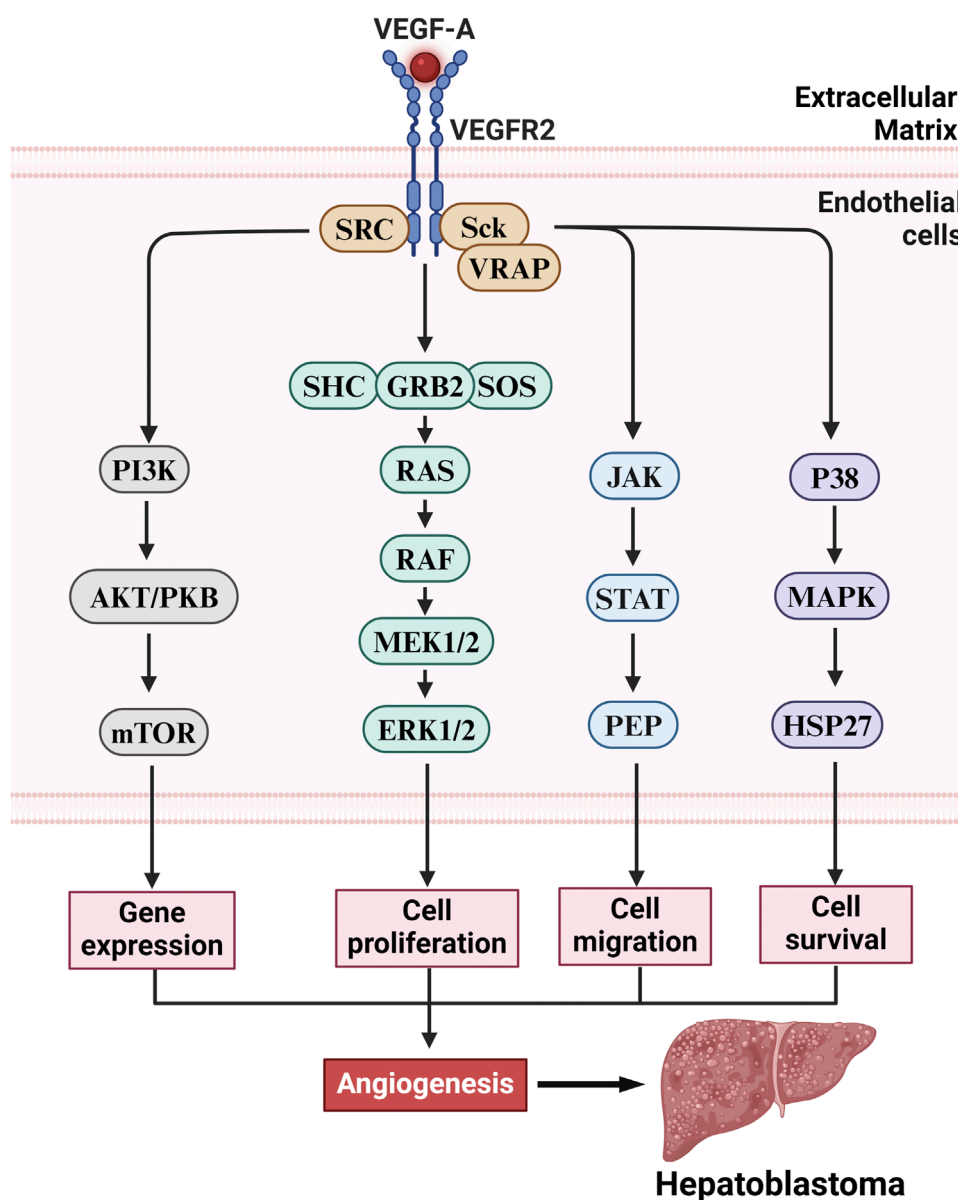 VEGF-A
Extracellular
Matrix
VEGFR2
Endothelial
cells
SRC
Sck
VRAP
SHC
GRB2
SOS
PI3K
RAS
JAK
P38
RAF
AKT/PKB
STAT
MAPK
MEK1/2
mTOR
ERK1/2
PEP
HSP27
Gene
expression
Cell
proliferation
Cell
migration
Cell
survival
Angiogenesis
Hepatoblastoma